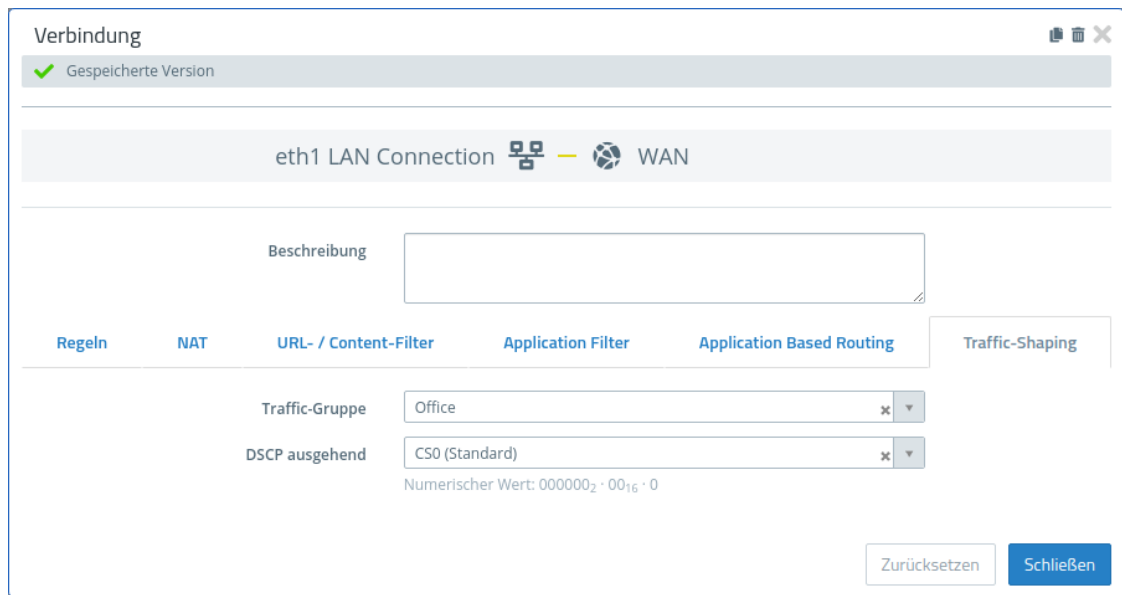 Verbindung
Gespeicherte Version
eth1 LAN Connection WAN
Beschreibung
Regeln NAT URL- / Content-Filter Application Filter Application Based Routing Traffic-Shaping
Traffic-Gruppe Office
DSCP ausgehend CS0 (Standard)
Numerischer Wert: 000000₂ · 00₁₆ · 0
Zurücksetzen Schließen